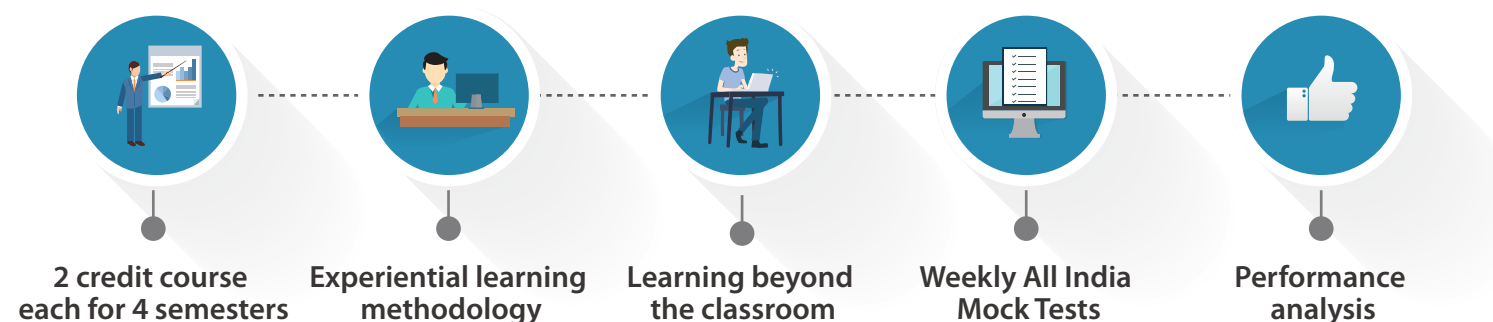 2 credit course
each for 4 semesters
Experiential learning
methodology
Learning beyond
the classroom
Weekly All India
Mock Tests
Performance
analysis